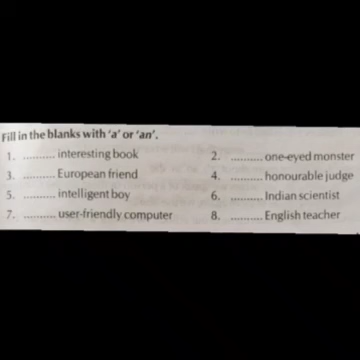 Fill in the blanks with 'a' or 'an'.
1. .......... interesting book 2. .......... one-eyed monster
3. .......... European friend 4. .......... honourable judge
5. .......... intelligent boy 6. .......... Indian scientist
7. .......... user-friendly computer 8. .......... English teacher